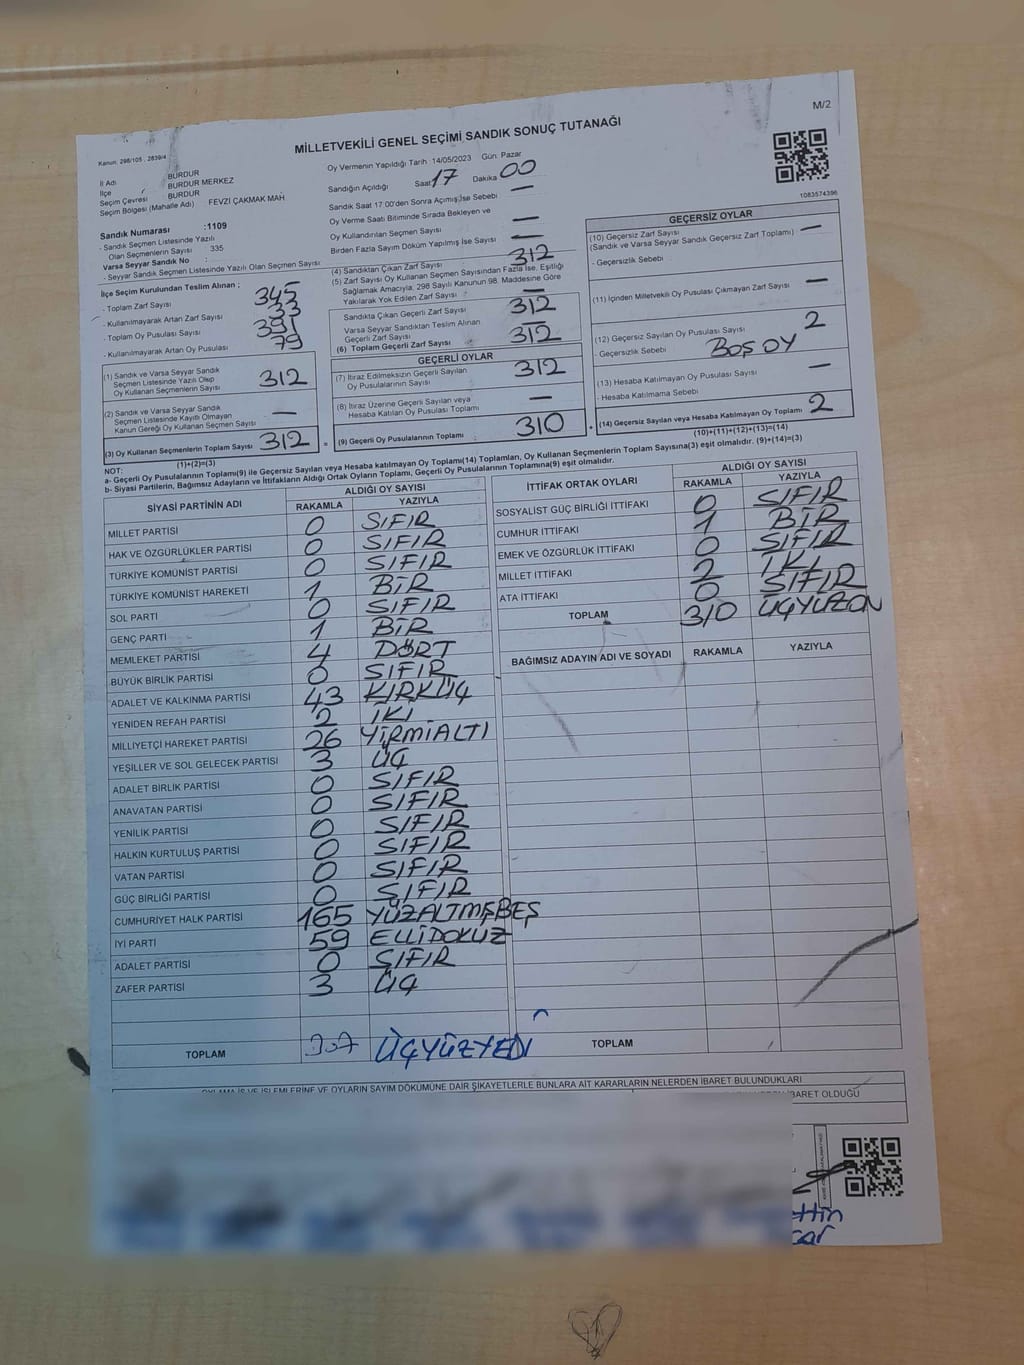 M/2
MİLLETVEKİLİ GENEL SEÇİMİ SANDIK SONUÇ TUTANAĞI
Kanun: 298/105 . 2839/4
İl Adı BURDUR
İlçe BURDUR MERKEZ
Seçim Çevresi BURDUR
Seçim Bölgesi (Mahalle Adı) FEVZİ ÇAKMAK MAH
Sandık Numarası :1109
- Sandık Seçmen Listesinde Yazılı
Olan Seçmenlerin Sayısı 335
Varsa Seyyar Sandık No :
- Seyyar Sandık Seçmen Listesinde Yazılı Olan Seçmen Sayısı:
İlçe Seçim Kurulundan Teslim Alınan ;
- Toplam Zarf Sayısı : 345
- Kullanılmayarak Artan Zarf Sayısı : 33
- Toplam Oy Pusulası Sayısı : 391
- Kullanılmayarak Artan Oy Pusulası : 79
(1) Sandık ve Varsa Seyyar Sandık
Seçmen Listesinde Yazılı Olup
Oy Kullanan Seçmenlerin Sayısı 312
(2) Sandık ve Varsa Seyyar Sandık
Seçmen Listesinde Kayıtlı Olmayan
Kanun Gereği Oy Kullanan Seçmen Sayısı —
(3) Oy Kullanan Seçmenlerin Toplam Sayısı 312 =
(1)+(2)=(3)
Oy Vermenin Yapıldığı Tarih 14/05/2023 Gün: Pazar
Sandığın Açıldığı Saat 17 Dakika 00
Sandık Saat 17:00'den Sonra Açımış,İse Sebebi —
Oy Verme Saati Bitiminde Sırada Bekleyen ve
Oy Kullandırılan Seçmen Sayısı —
Birden Fazla Sayım Döküm Yapılmış İse Sayısı —
(4) Sandıktan Çıkan Zarf Sayısı 312
(5) Zarf Sayısı Oy Kullanan Seçmen Sayısından Fazla İse, Eşitliği
Sağlamak Amacıyla, 298 Sayılı Kanunun 98. Maddesine Göre
Yakılarak Yok Edilen Zarf Sayısı : —
Sandıkta Çıkan Geçerli Zarf Sayısı 312
Varsa Seyyar Sandıktan Teslim Alınan
Geçerli Zarf Sayısı —
(6) Toplam Geçerli Zarf Sayısı 312
GEÇERLİ OYLAR
(7) İtiraz Edilmeksizin Geçerli Sayılan
Oy Pusulalarının Sayısı 312
(8) İtiraz Üzerine Geçerli Sayılan veya
Hesaba Katılan Oy Pusulası Toplamı —
(9) Geçerli Oy Pusulalarının Toplamı : 310 +
1083574396
GEÇERSİZ OYLAR
(10) Geçersiz Zarf Sayısı
(Sandık ve Varsa Seyyar Sandık Geçersiz Zarf Toplamı) —
- Geçersizlik Sebebi
(11) İçinden Milletvekili Oy Pusulası Çıkmayan Zarf Sayısı —
(12) Geçersiz Sayılan Oy Pusulası Sayısı 2
- Geçersizlik Sebebi BOŞ OY
(13) Hesaba Katılmayan Oy Pusulası Sayısı —
- Hesaba Katılmama Sebebi
(14) Geçersiz Sayılan veya Hesaba Katılmayan Oy Toplamı 2
(10)+(11)+(12)+(13)=(14)
NOT:
a- Geçerli Oy Pusulalarının Toplamı(9) ile Geçersiz Sayılan veya Hesaba katılmayan Oy Toplamı(14) Toplamları, Oy Kullanan Seçmenlerin Toplam Sayısına(3) eşit olmalıdır. (9)+(14)=(3)
b- Siyasi Partilerin, Bağımsız Adayların ve İttifakların Aldığı Ortak Oyların Toplamı, Geçerli Oy Pusulalarının Toplamına(9) eşit olmalıdır.
SİYASİ PARTİNİN ADI ALDIĞI OY SAYISI
RAKAMLA YAZIYLA
MİLLET PARTİSİ 0 SIFIR
HAK VE ÖZGÜRLÜKLER PARTİSİ 0 SIFIR
TÜRKİYE KOMÜNİST PARTİSİ 0 SIFIR
TÜRKİYE KOMÜNİST HAREKETİ 1 BİR
SOL PARTİ 0 SIFIR
GENÇ PARTİ 1 BİR
MEMLEKET PARTİSİ 4 DÖRT
BÜYÜK BİRLİK PARTİSİ 0 SIFIR
ADALET VE KALKINMA PARTİSİ 43 KIRKÜÇ
YENİDEN REFAH PARTİSİ 2 İKİ
MİLLİYETÇİ HAREKET PARTİSİ 26 YİRMİALTI
YEŞİLLER VE SOL GELECEK PARTİSİ 3 ÜÇ
ADALET BİRLİK PARTİSİ 0 SIFIR
ANAVATAN PARTİSİ 0 SIFIR
YENİLİK PARTİSİ 0 SIFIR
HALKIN KURTULUŞ PARTİSİ 0 SIFIR
VATAN PARTİSİ 0 SIFIR
GÜÇ BİRLİĞİ PARTİSİ 0 SIFIR
CUMHURİYET HALK PARTİSİ 165 YÜZALTMIŞBEŞ
İYİ PARTİ 59 ELLİDOKUZ
ADALET PARTİSİ 0 SIFIR
ZAFER PARTİSİ 3 ÜÇ
TOPLAM 307 ÜÇYÜZYEDİ
İTTİFAK ORTAK OYLARI ALDIĞI OY SAYISI
RAKAMLA YAZIYLA
SOSYALİST GÜÇ BİRLİĞİ İTTİFAKI 0 SIFIR
CUMHUR İTTİFAKI 1 BİR
EMEK VE ÖZGÜRLÜK İTTİFAKI 0 SIFIR
MİLLET İTTİFAKI 2 İKİ
ATA İTTİFAKI 0 SIFIR
TOPLAM 310 ÜÇYÜZON
BAĞIMSIZ ADAYIN ADI VE SOYADI RAKAMLA YAZIYLA
TOPLAM
OYLAMA İŞ VE İŞLEMLERİNE VE OYLARIN SAYIM DÖKÜMÜNE DAİR ŞİKAYETLERLE BUNLARA AİT KARARLARIN NELERDEN İBARET BULUNDUKLARI
İBARET OLDUĞU